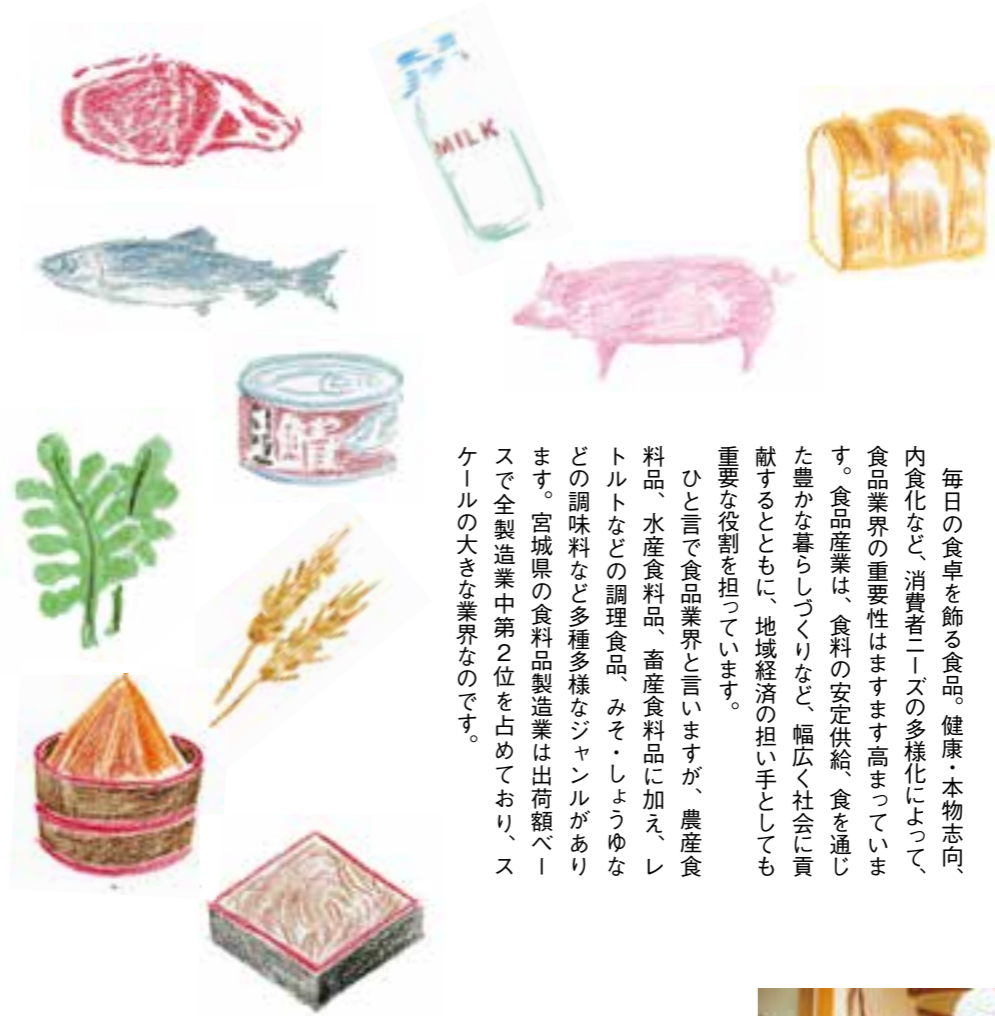 毎日の食卓を飾る食品。健康・本物志向、
内食化など、消費者ニーズの多様化によって、
食品業界の重要性はますます高まっていま
す。食品産業は、食料の安定供給、食を通じ
た豊かな暮らしづくりなど、幅広く社会に貢
献するとともに、地域経済の担い手としても
重要な役割を担っています。
ひと言で食品業界と言いますが、農産食
料品、水産食料品、畜産食料品に加え、レ
トルトなどの調理食品、みそ・しょうゆな
どの調味料など多種多様なジャンルがあり
ます。宮城県の食料品製造業は出荷額ベー
スで全製造業中第２位を占めており、ス
ケールの大きな業界なのです。
MILK